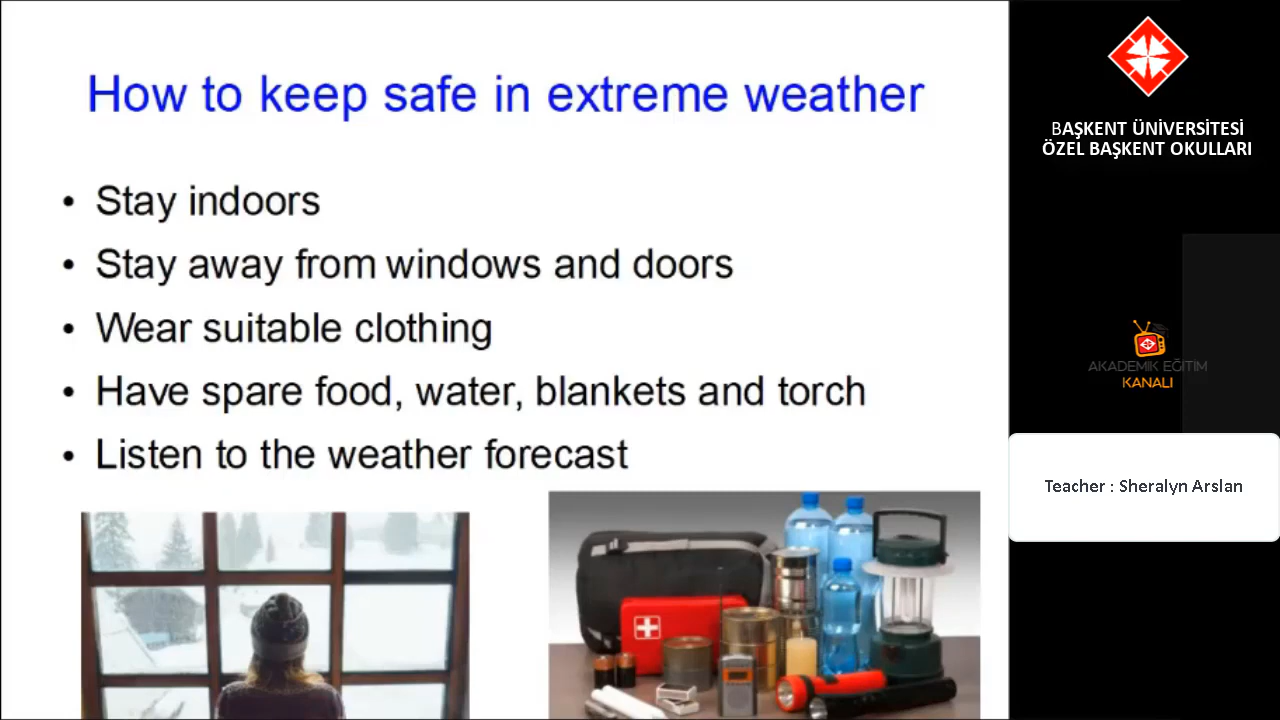 How to keep safe in extreme weather
• Stay indoors
• Stay away from windows and doors
• Wear suitable clothing
• Have spare food, water, blankets and torch
• Listen to the weather forecast
BAŞKENT ÜNİVERSİTESİ
ÖZEL BAŞKENT OKULLARI
AKADEMİK EĞİTİM
KANALI
Teacher : Sheralyn Arslan